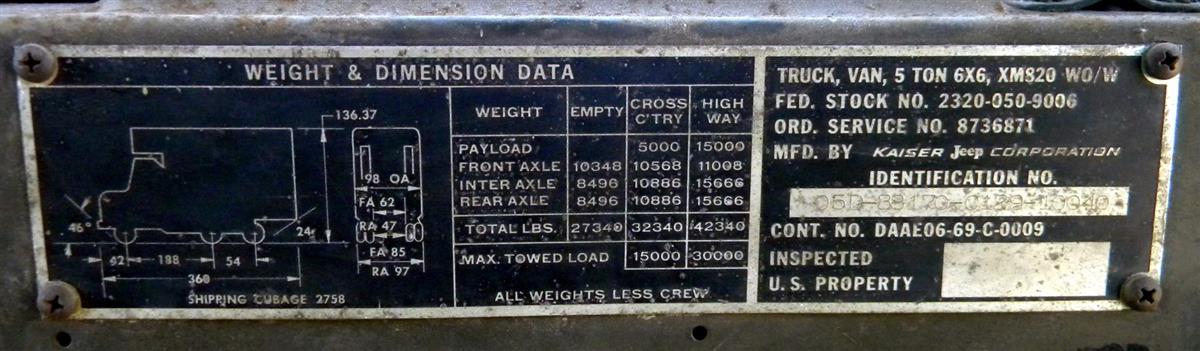 WEIGHT & DIMENSION DATA
136.37
98 OA
FA 62
RA 47
FA 85
RA 97
46°
24°
42 188 54
360
SHIPPING CUBAGE 2758
WEIGHT EMPTY CROSS C'TRY HIGH WAY
PAYLOAD 5000 15000
FRONT AXLE 10348 10568 11008
INTER AXLE 8496 10886 15666
REAR AXLE 8496 10886 15666
TOTAL LBS. 27340 32340 42340
MAX. TOWED LOAD 15000 30000
ALL WEIGHTS LESS CREW
TRUCK, VAN, 5 TON 6X6, XM820 WO/W
FED. STOCK NO. 2320-050-9006
ORD. SERVICE NO. 8736871
MFD. BY KAISER Jeep CORPORATION
IDENTIFICATION NO.
CONT. NO. DAAE06-69-C-0009
INSPECTED
U.S. PROPERTY